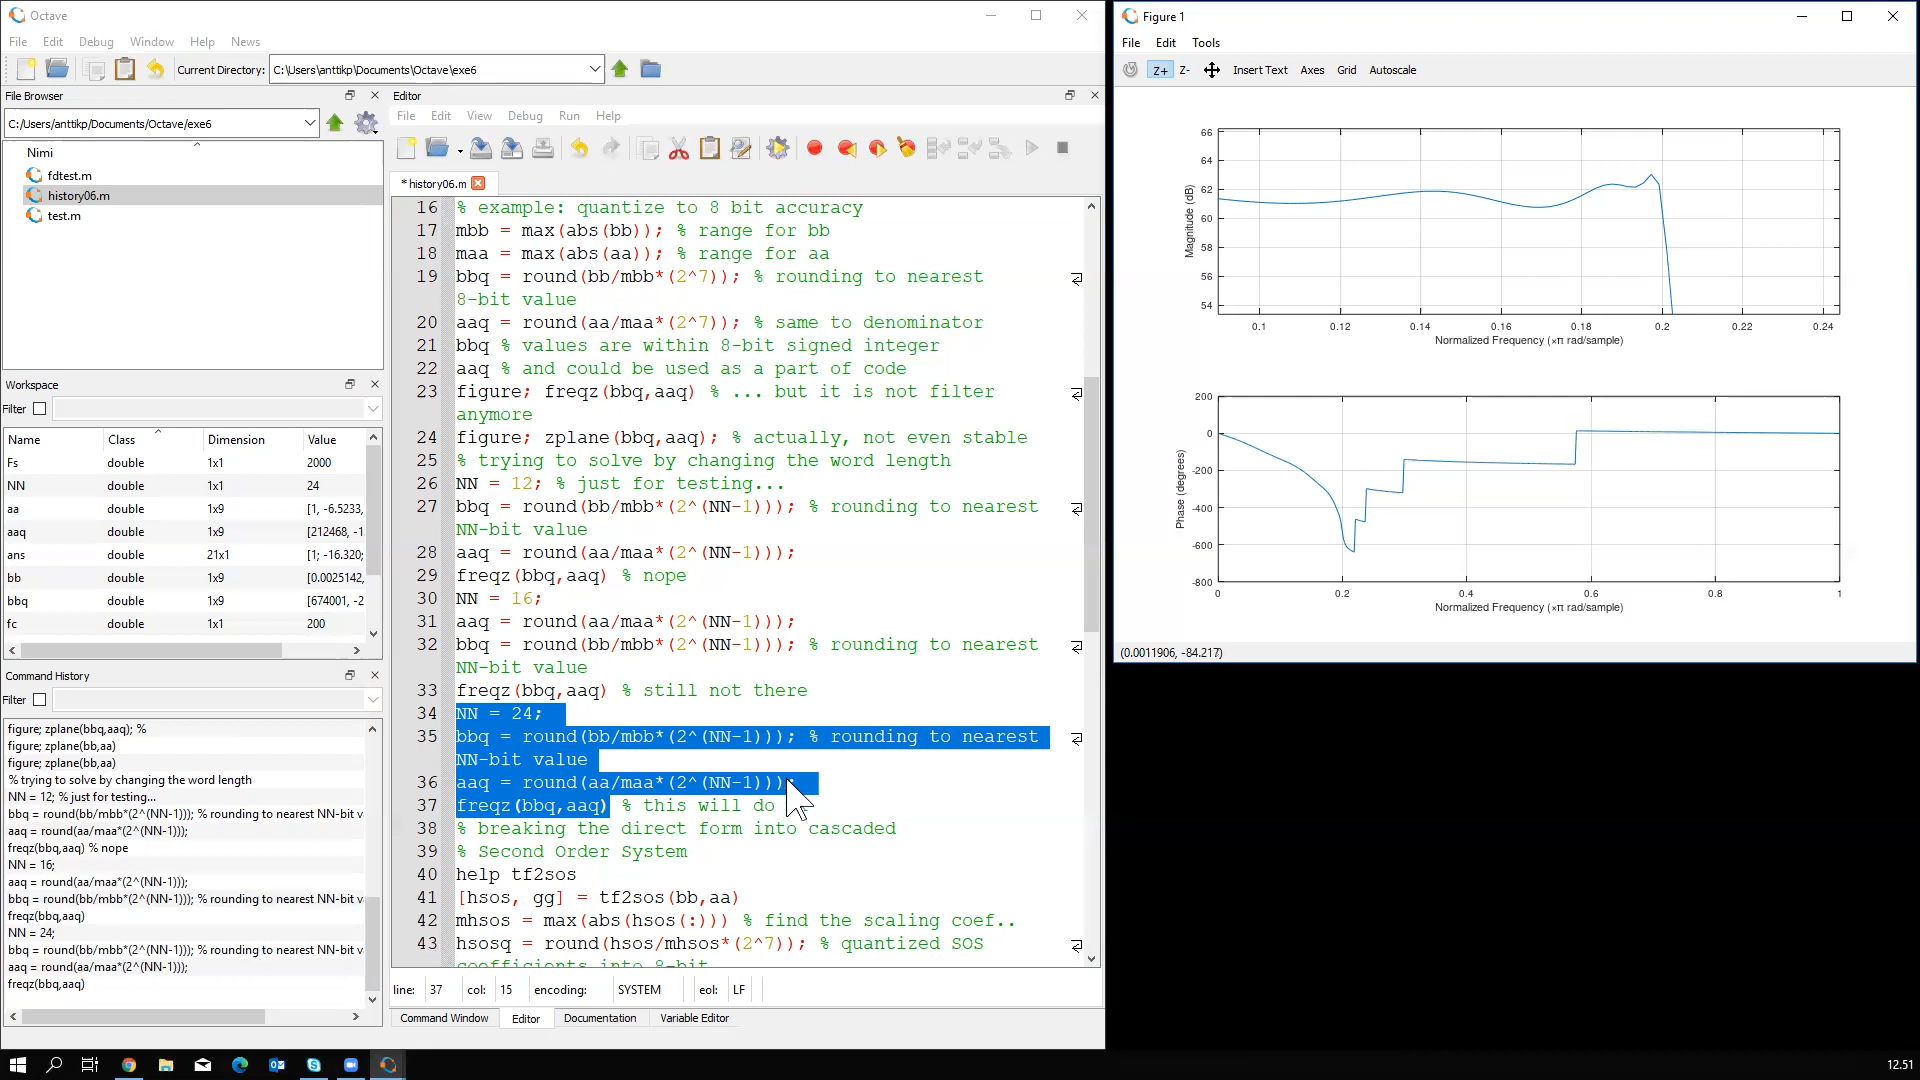 Octave
File Edit Debug Window Help News
Current Directory: C:\Users\anttikp\Documents\Octave\exe6
File Browser
C:/Users/anttikp/Documents/Octave/exe6
Nimi
fdtest.m
history06.m
test.m
Workspace
Filter
Name Class Dimension Value
Fs double 1x1 2000
NN double 1x1 24
aa double 1x9 [1, -6.5233,
aaq double 1x9 [212468, -1
ans double 21x1 [1; -16.320;
bb double 1x9 [0.0025142,
bbq double 1x9 [674001, -2
fc double 1x1 200
Command History
Filter
figure; zplane(bbq,aaq); %
figure; zplane(bb,aa)
figure; zplane(bb,aa)
% trying to solve by changing the word length
NN = 12; % just for testing...
bbq = round(bb/mbb*(2^(NN-1))); % rounding to nearest NN-bit v
aaq = round(aa/maa*(2^(NN-1)));
freqz(bbq,aaq) % nope
NN = 16;
aaq = round(aa/maa*(2^(NN-1)));
bbq = round(bb/mbb*(2^(NN-1))); % rounding to nearest NN-bit v
freqz(bbq,aaq)
NN = 24;
bbq = round(bb/mbb*(2^(NN-1))); % rounding to nearest NN-bit v
aaq = round(aa/maa*(2^(NN-1)));
freqz(bbq,aaq)
Editor
File Edit View Debug Run Help
* history06.m
16 % example: quantize to 8 bit accuracy
17 mbb = max(abs(bb)); % range for bb
18 maa = max(abs(aa)); % range for aa
19 bbq = round(bb/mbb*(2^7)); % rounding to nearest
8-bit value
20 aaq = round(aa/maa*(2^7)); % same to denominator
21 bbq % values are within 8-bit signed integer
22 aaq % and could be used as a part of code
23 figure; freqz(bbq,aaq) % ... but it is not filter
anymore
24 figure; zplane(bbq,aaq); % actually, not even stable
25 % trying to solve by changing the word length
26 NN = 12; % just for testing...
27 bbq = round(bb/mbb*(2^(NN-1))); % rounding to nearest
NN-bit value
28 aaq = round(aa/maa*(2^(NN-1)));
29 freqz(bbq,aaq) % nope
30 NN = 16;
31 aaq = round(aa/maa*(2^(NN-1)));
32 bbq = round(bb/mbb*(2^(NN-1))); % rounding to nearest
NN-bit value
33 freqz(bbq,aaq) % still not there
34 NN = 24;
35 bbq = round(bb/mbb*(2^(NN-1))); % rounding to nearest
NN-bit value
36 aaq = round(aa/maa*(2^(NN-1)));
37 freqz(bbq,aaq) % this will do
38 % breaking the direct form into cascaded
39 % Second Order System
40 help tf2sos
41 [hsos, gg] = tf2sos(bb,aa)
42 mhsos = max(abs(hsos(:))) % find the scaling coef..
43 hsosq = round(hsos/mhsos*(2^7)); % quantized SOS
coefficients into 8-bit
line: 37 col: 15 encoding: SYSTEM eol: LF
Command Window Editor Documentation Variable Editor
Figure 1
File Edit Tools
Z+ Z- Insert Text Axes Grid Autoscale
Magnitude (dB)
66
64
62
60
58
56
54
0.1 0.12 0.14 0.16 0.18 0.2 0.22 0.24
Normalized Frequency (×π rad/sample)
Phase (degrees)
200
0
-200
-400
-600
-800
0 0.2 0.4 0.6 0.8 1
Normalized Frequency (×π rad/sample)
(0.0011906, -84.217)
12.51